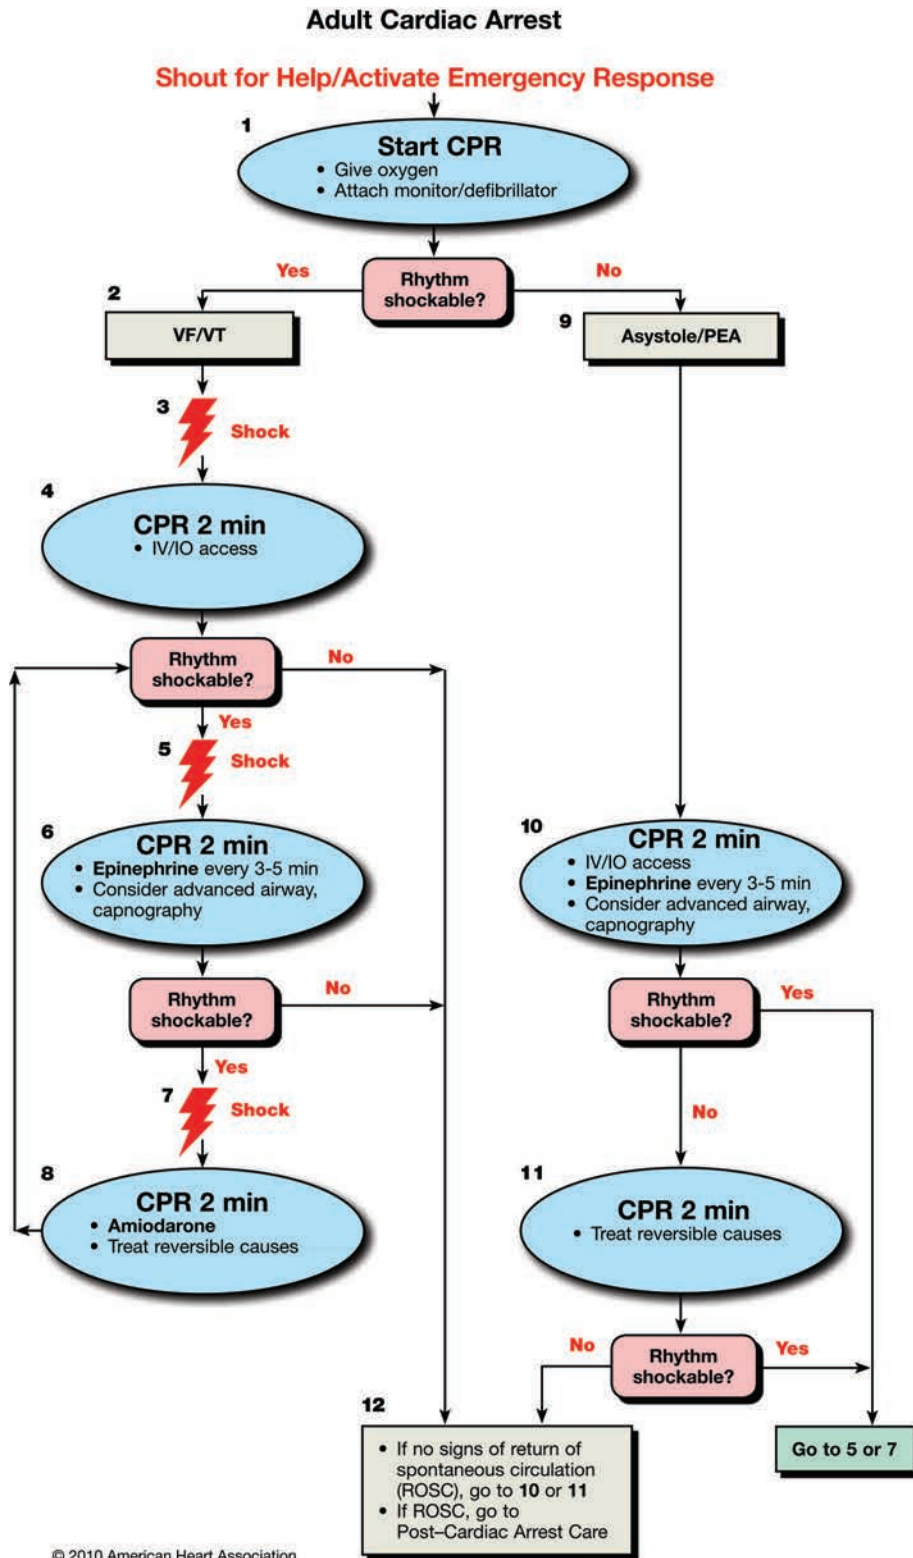 Adult Cardiac Arrest
Shout for Help/Activate Emergency Response
1
Start CPR
• Give oxygen
• Attach monitor/defibrillator
Yes
Rhythm
shockable?
No
2
VF/VT
9
Asystole/PEA
3
Shock
4
CPR 2 min
• IV/IO access
Rhythm
shockable?
No
Yes
5
Shock
6
CPR 2 min
• Epinephrine every 3-5 min
• Consider advanced airway,
capnography
10
CPR 2 min
• IV/IO access
• Epinephrine every 3-5 min
• Consider advanced airway,
capnography
Rhythm
shockable?
No
Rhythm
shockable?
Yes
Yes
7
Shock
No
8
CPR 2 min
• Amiodarone
• Treat reversible causes
11
CPR 2 min
• Treat reversible causes
No
Rhythm
shockable?
Yes
12
• If no signs of return of
spontaneous circulation
(ROSC), go to 10 or 11
• If ROSC, go to
Post–Cardiac Arrest Care
Go to 5 or 7
© 2010 American Heart Association